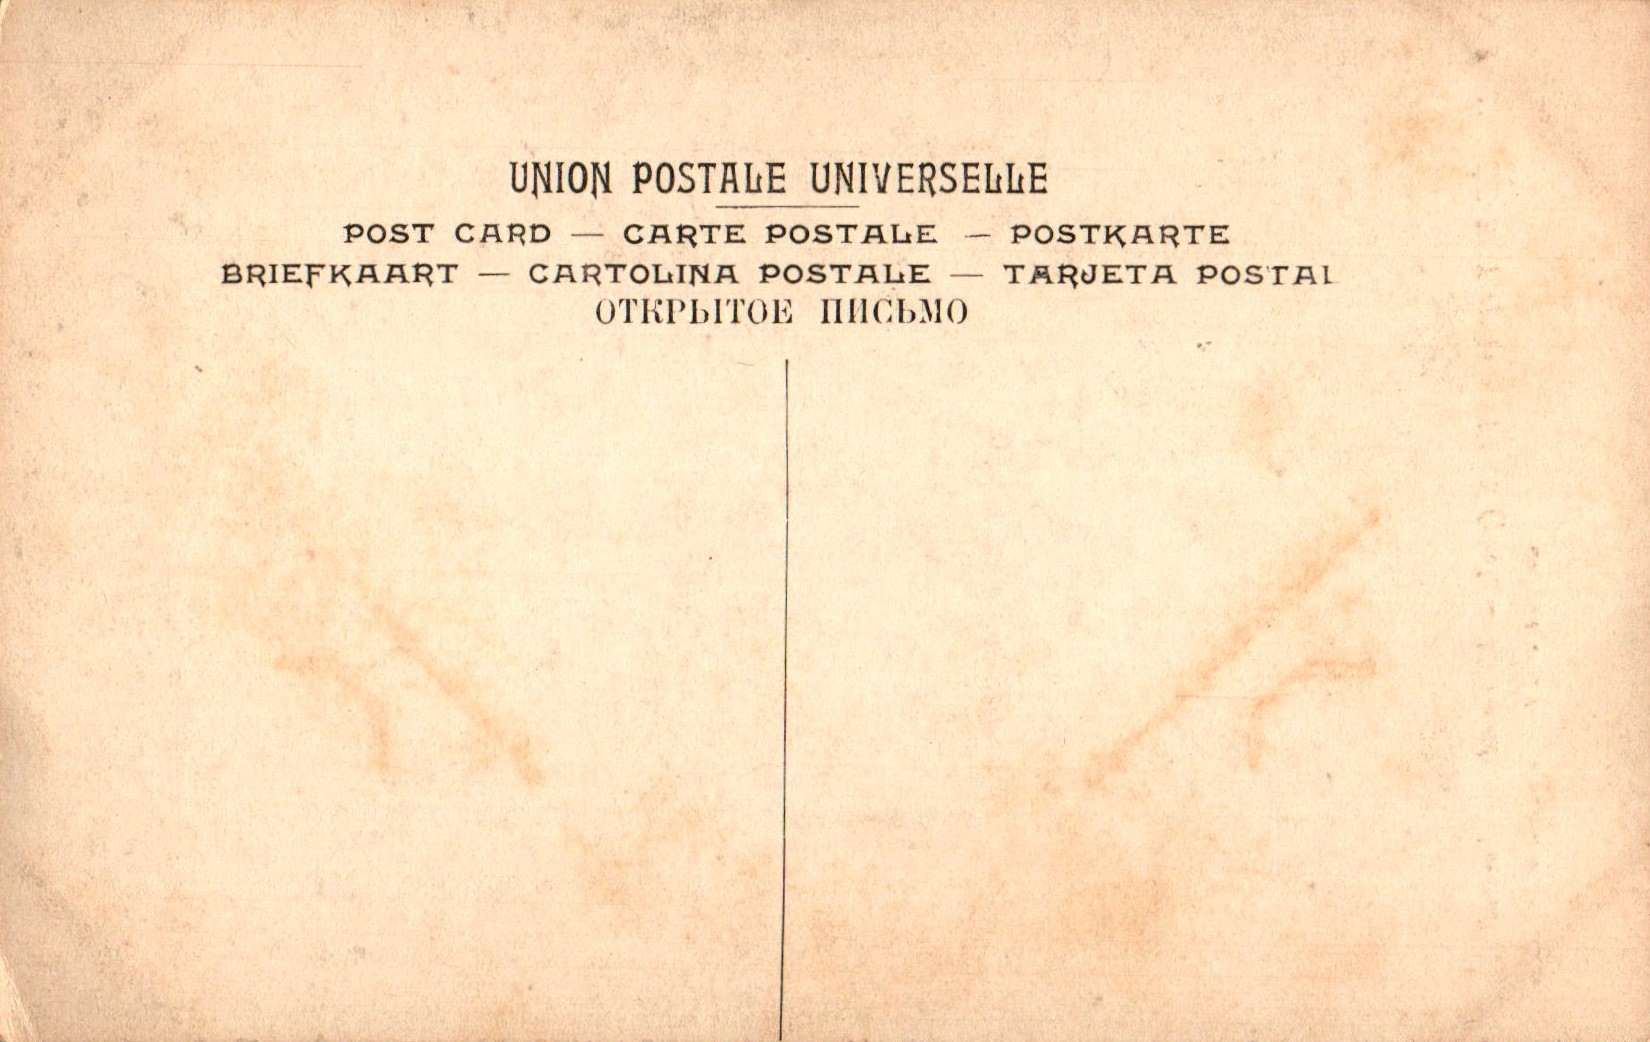 UNION POSTALE UNIVERSELLE
POST CARD — CARTE POSTALE — POSTKARTE
BRIEFKAART — CARTOLINA POSTALE — TARJETA POSTAL
ОТКРЫТОЕ ПИСЬМО